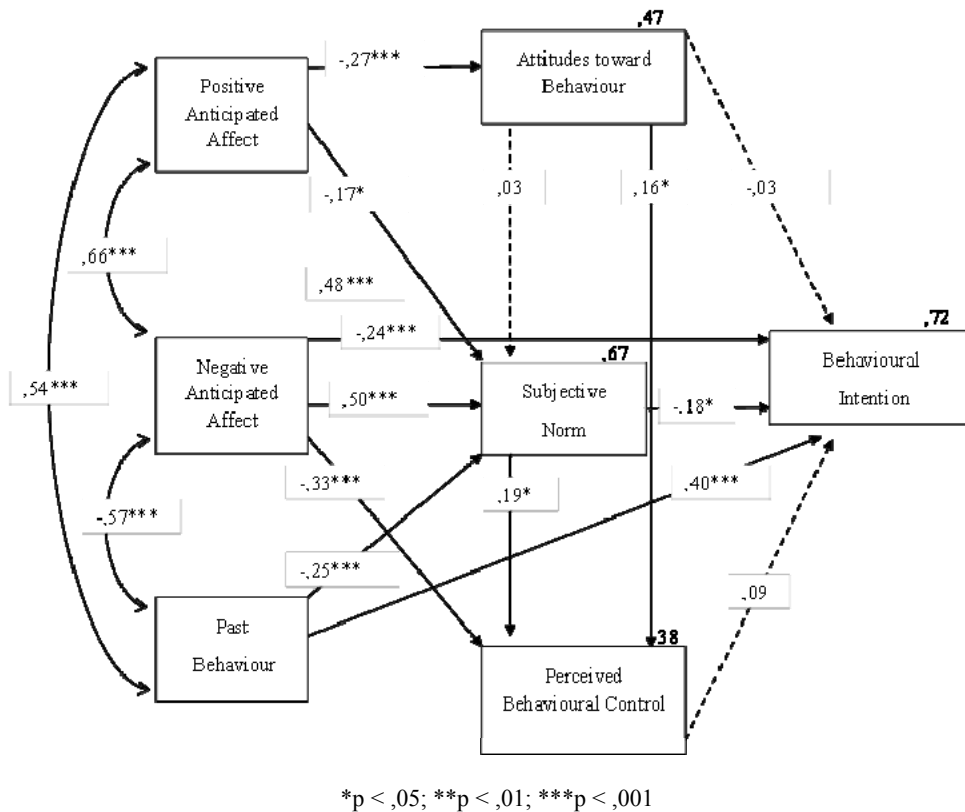 ,47
-,27***
Attitudes toward
Behaviour
Positive
Anticipated
Affect
-,17*
,03
,16*
-,03
,66***
,48***
,72
-,24***
Behavioural
Intention
,67
Negative
Anticipated
Affect
,54***
,50***
Subjective
Norm
-.18*
-,33***
,19*
,40***
-,57***
-,25***
,09
Past
Behaviour
,38
Perceived
Behavioural Control
*p < ,05; **p < ,01; ***p < ,001